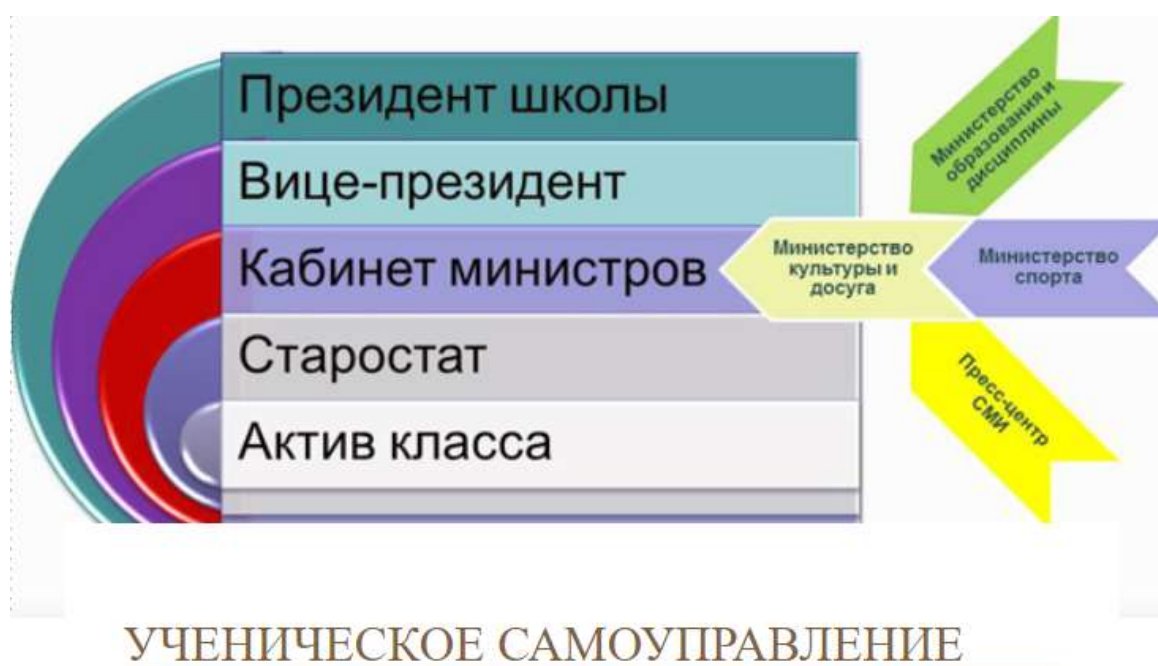 Президент школы
Вице-президент
Кабинет министров
Старостат
Актив класса
Министерство
образования и
дисциплины
Министерство
культуры и
досуга
Министерство
спорта
Пресс-центр
СМИ
УЧЕНИЧЕСКОЕ САМОУПРАВЛЕНИЕ